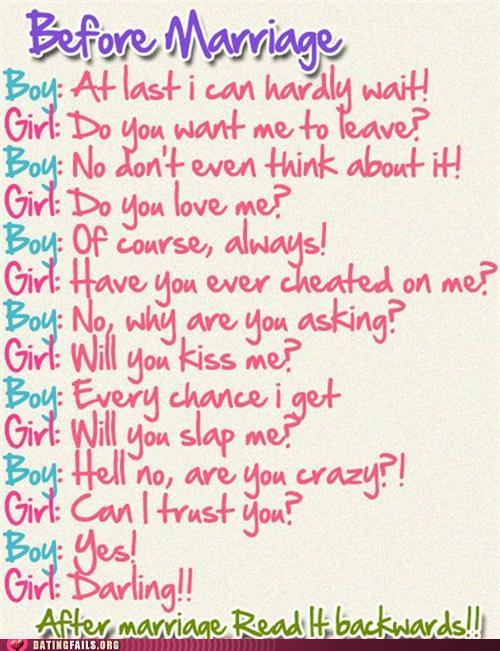 Before Marriage
Boy: At last i can hardly wait!
Girl: Do you want me to leave?
Boy: No don't even think about it!
Girl: Do you love me?
Boy: Of course, always!
Girl: Have you ever cheated on me?
Boy: No, why are you asking?
Girl: Will you kiss me?
Boy: Every chance i get
Girl: Will you slap me?
Boy: Hell no, are you crazy?!
Girl: Can I trust you?
Boy: Yes!
Girl: Darling!!
After marriage Read It backwards!!
DATINGFAILS.ORG